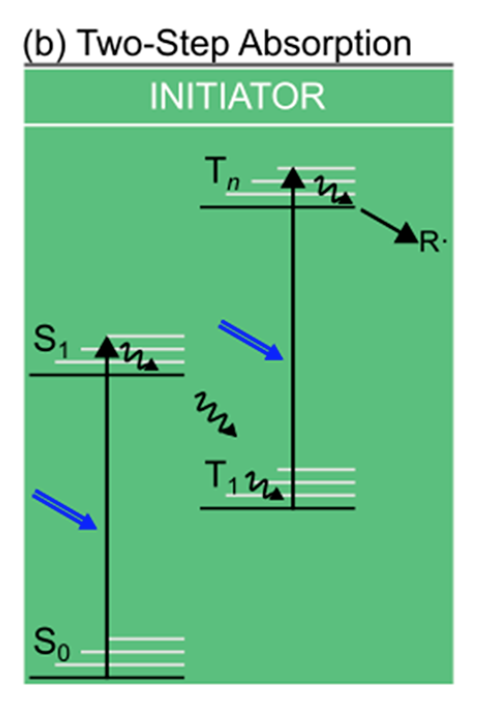 (b) Two-Step Absorption
INITIATOR
Tn
R·
S1
T1
S0